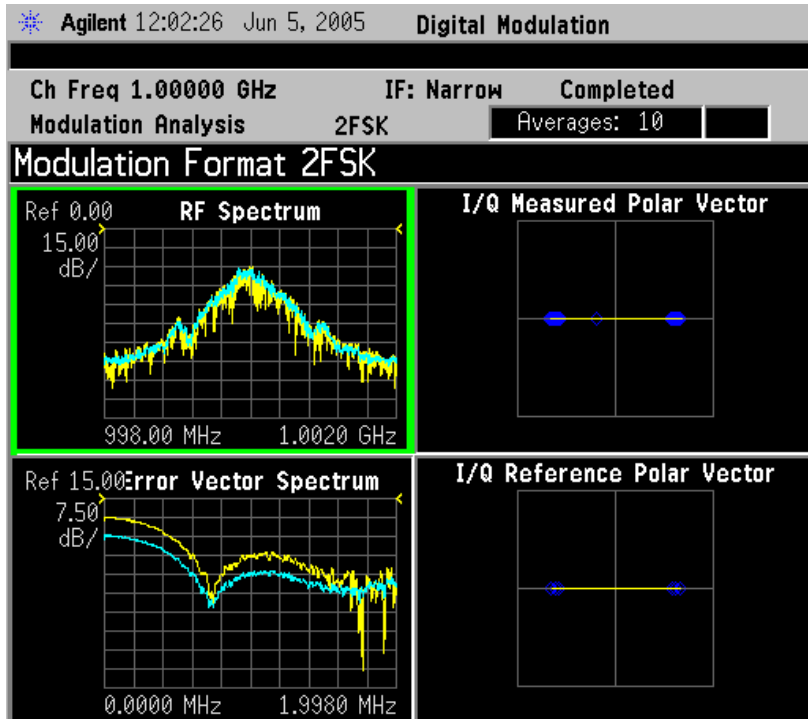 Agilent 12:02:26 Jun 5, 2005 Digital Modulation
Ch Freq 1.00000 GHz IF: Narrow Completed
Modulation Analysis 2FSK Averages: 10
Modulation Format 2FSK
Ref 0.00 RF Spectrum
15.00
dB/
998.00 MHz 1.0020 GHz
I/Q Measured Polar Vector
Ref 15.00 Error Vector Spectrum
7.50
dB/
0.0000 MHz 1.9980 MHz
I/Q Reference Polar Vector